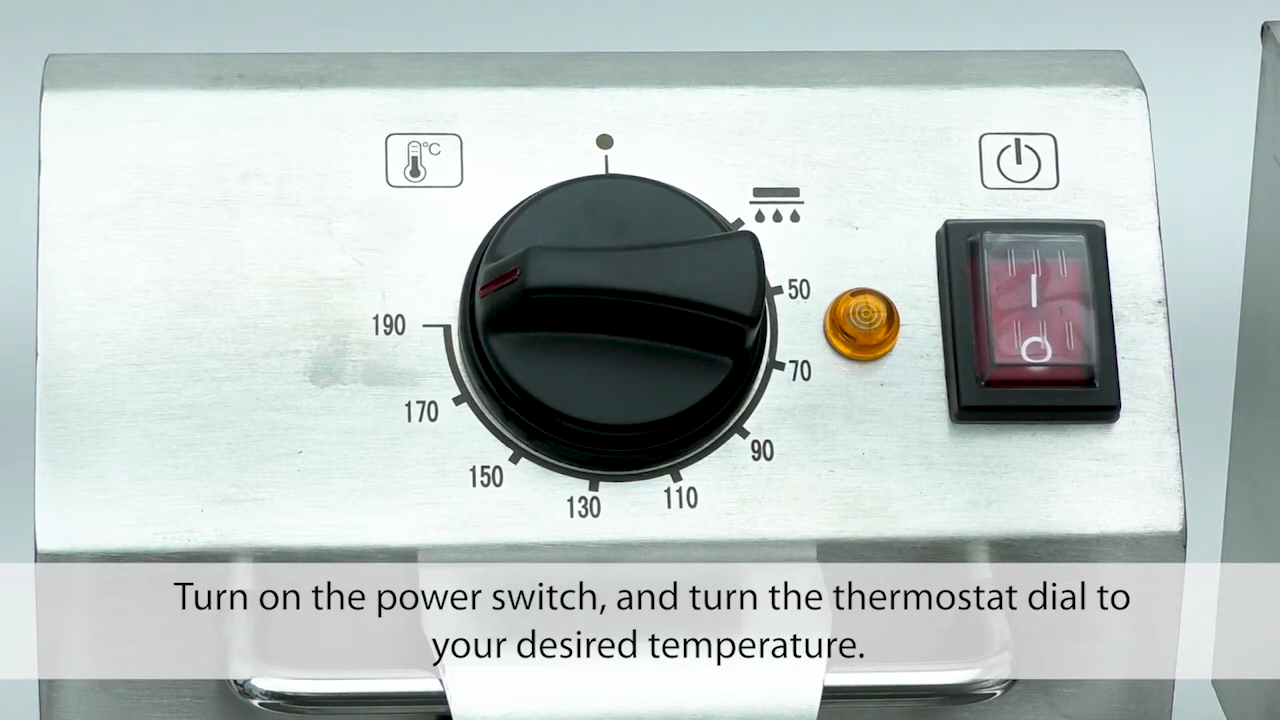 °C
50
190
70
170
90
150
110
130
I
O
Turn on the power switch, and turn the thermostat dial to
your desired temperature.